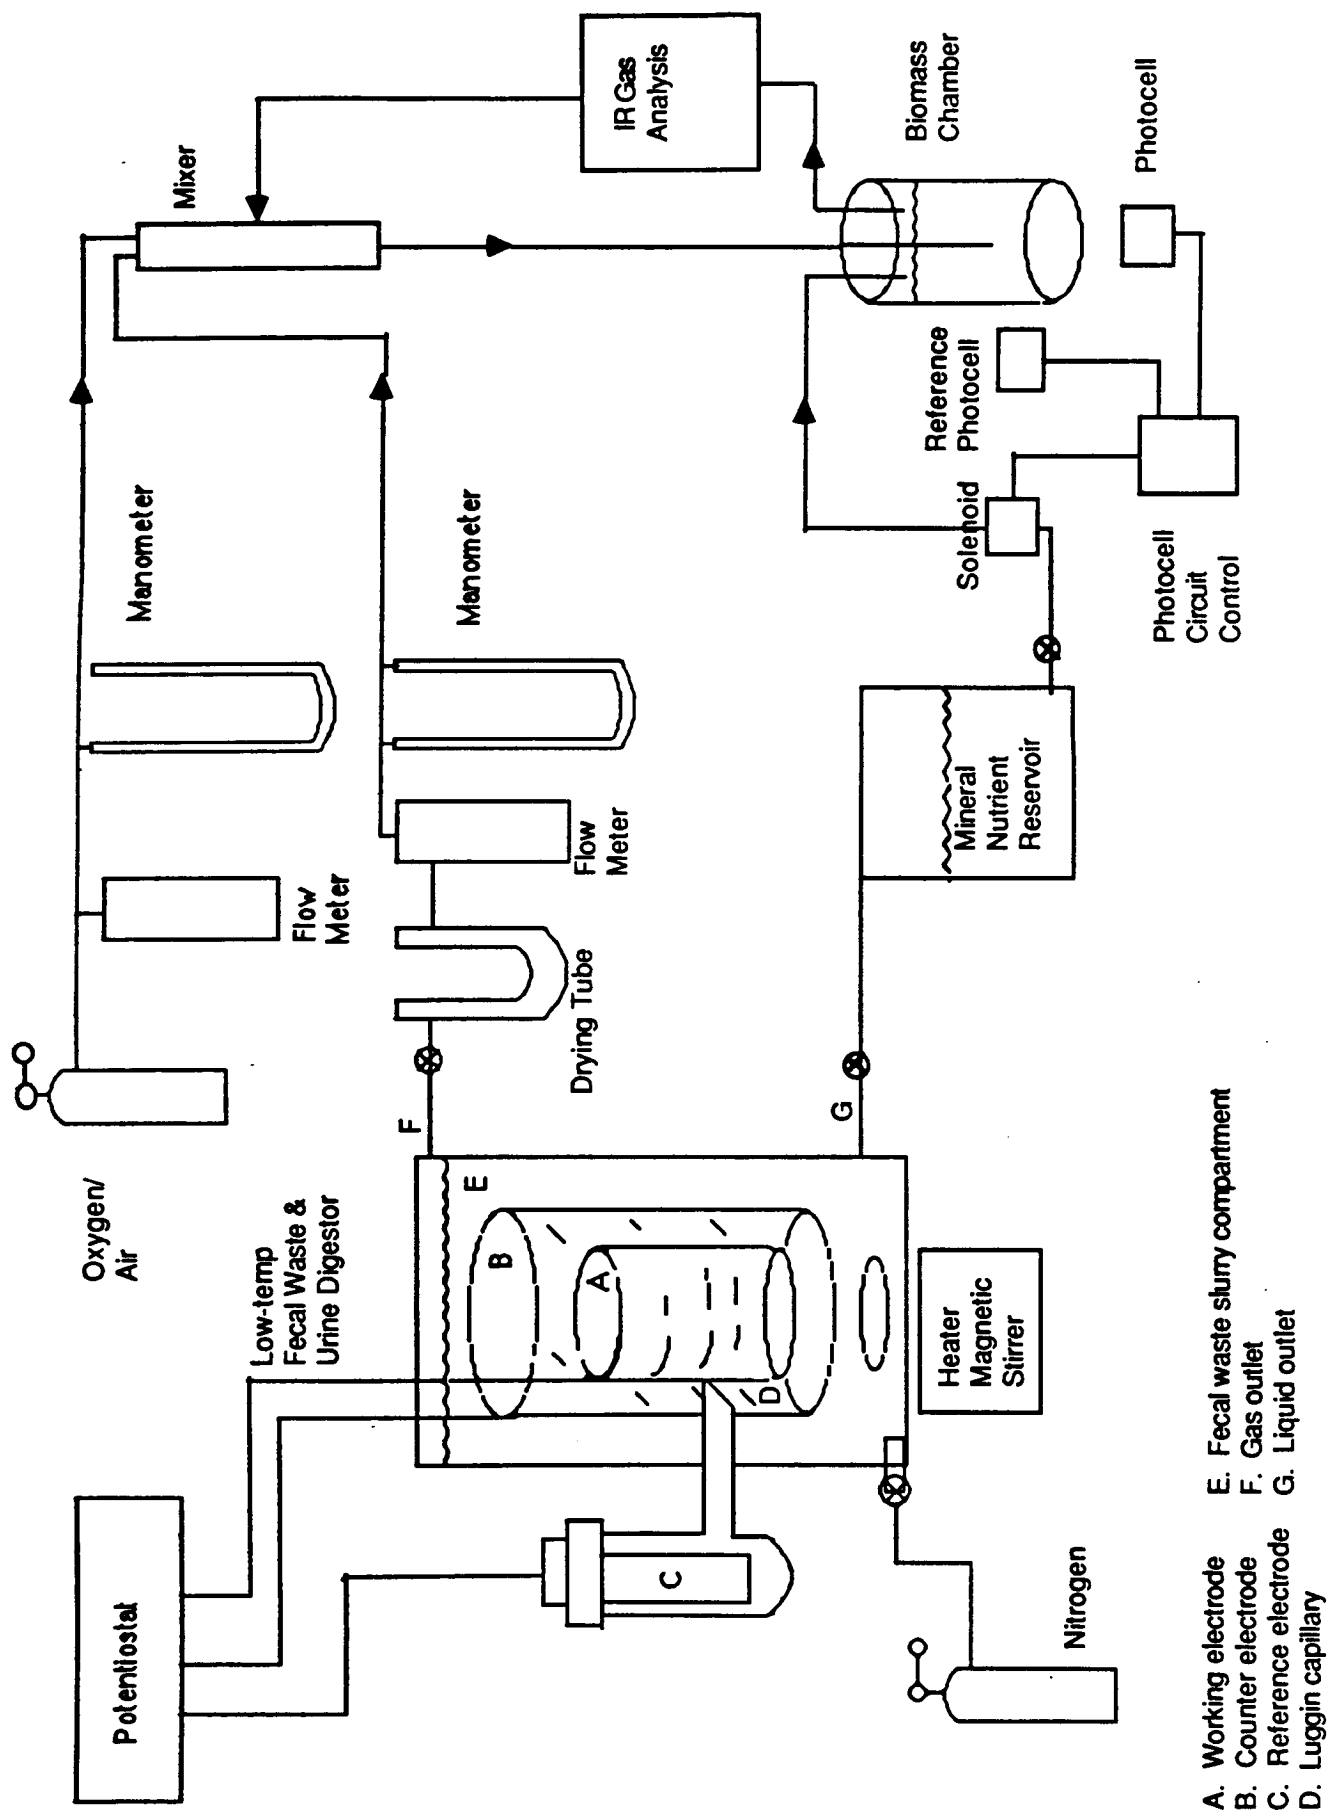 Potentiostat
Oxygen/
Air
Low-temp
Fecal Waste &
Urine Digestor
Flow
Meter
Manometer
Mixer
IR Gas
Analysis
F
Drying Tube
Flow
Meter
Manometer
E
B
A
D
C
G
Heater
Magnetic
Stirrer
Nitrogen
Mineral
Nutrient
Reservoir
Solenoid
Reference
Photocell
Biomass
Chamber
Photocell
Photocell
Circuit
Control
A. Working electrode
B. Counter electrode
C. Reference electrode
D. Luggin capillary
E. Fecal waste slurry compartment
F. Gas outlet
G. Liquid outlet